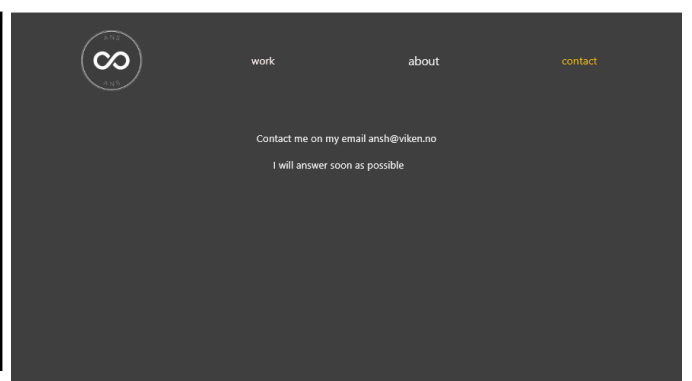 ANS
work about contact
ANS
Contact me on my email ansh@viken.no
I will answer soon as possible